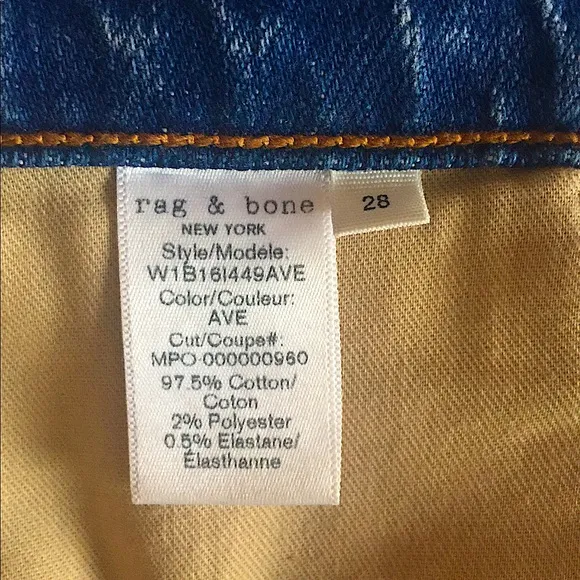 rag & bone
NEW YORK
Style/Modéle:
W1B16I449AVE
Color/Couleur:
AVE
Cut/Coupe#:
MPO-000000960
97.5% Cotton/
Coton
2% Polyester
0.5% Elastane/
Élasthanne
28